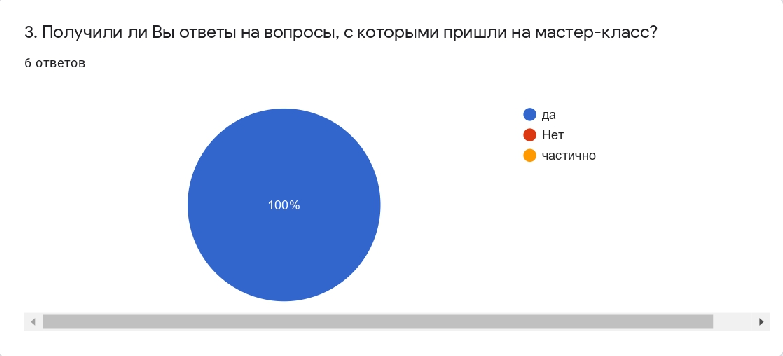 3. Получили ли Вы ответы на вопросы, с которыми пришли на мастер-класс?
6 ответов
да
Нет
частично
100%